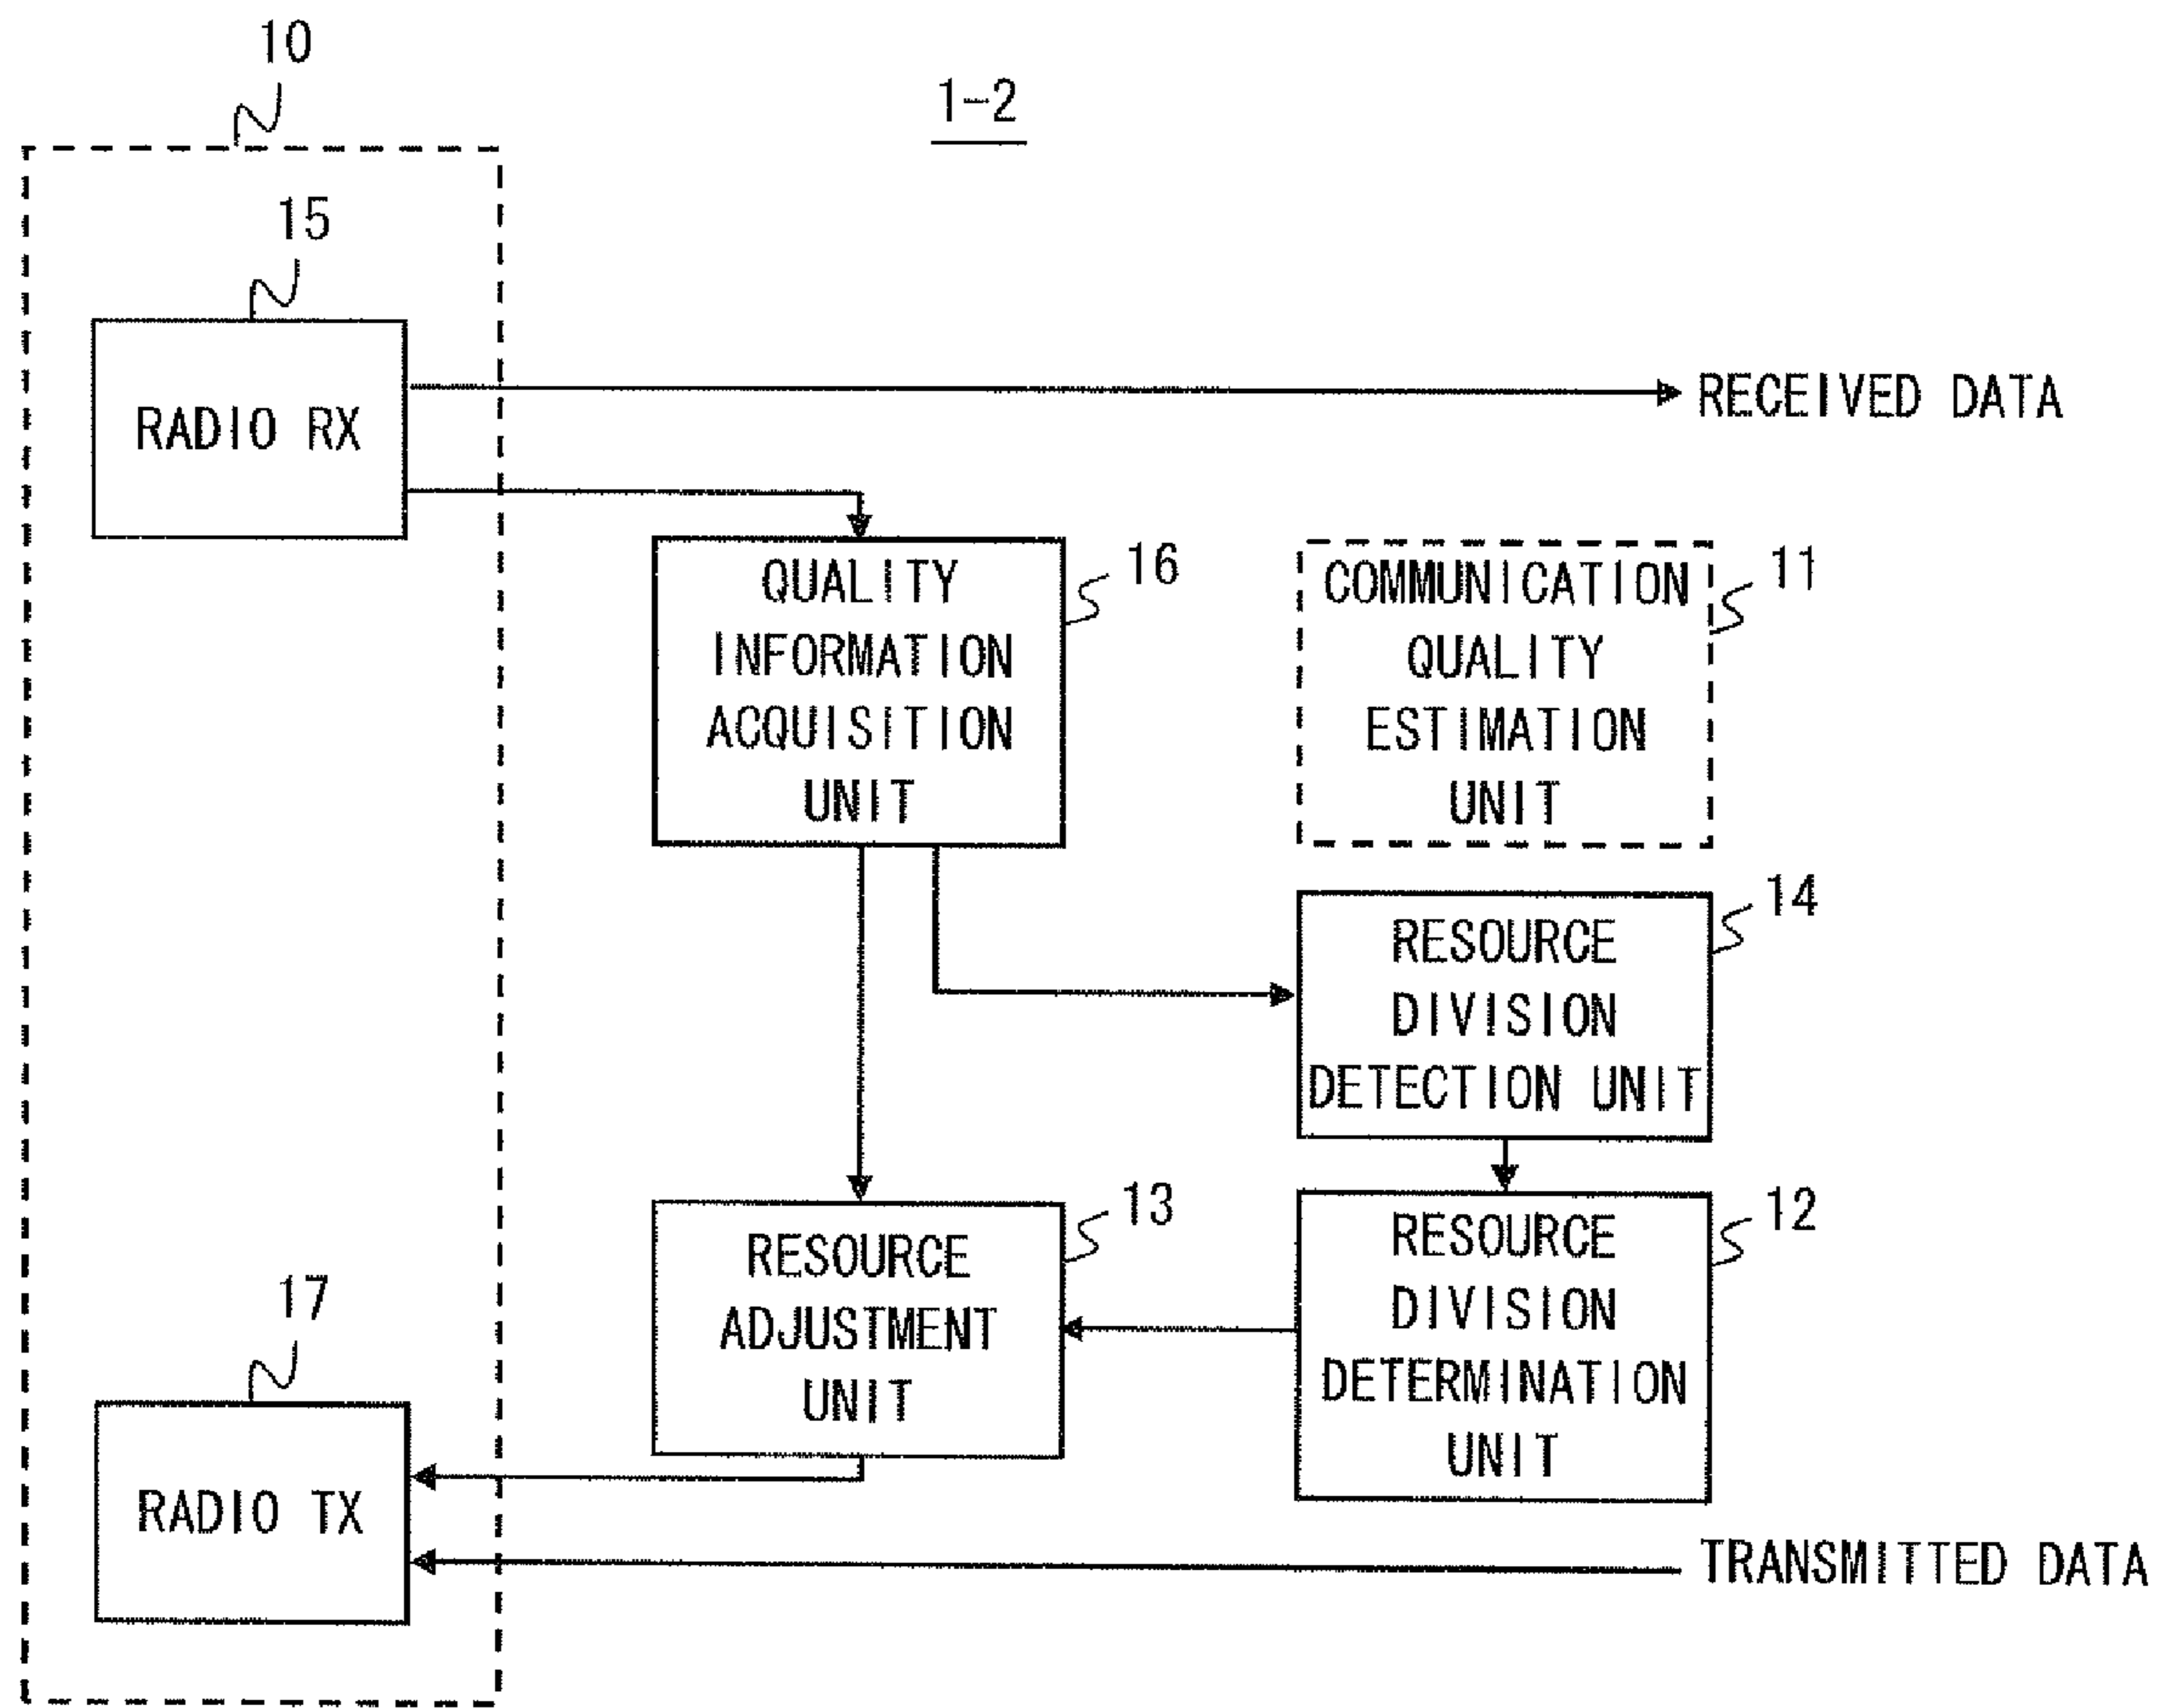 10
1-2
15
RADIO RX
RECEIVED DATA
16
QUALITY
INFORMATION
ACQUISITION
UNIT
11
COMMUNICATION
QUALITY
ESTIMATION
UNIT
14
RESOURCE
DIVISION
DETECTION UNIT
13
RESOURCE
ADJUSTMENT
UNIT
12
RESOURCE
DIVISION
DETERMINATION
UNIT
17
RADIO TX
TRANSMITTED DATA